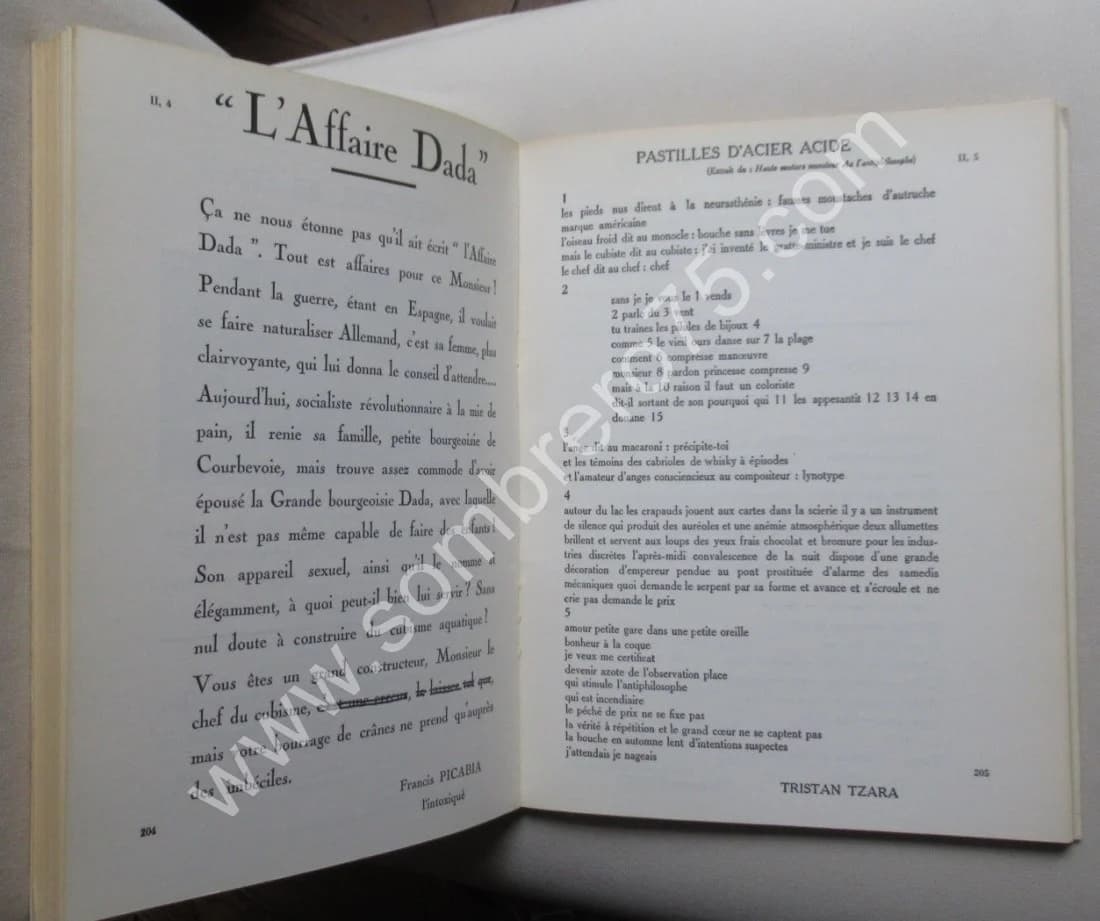 II, 4
“ L'Affaire Dada ”
Ça ne nous étonne pas qu'il ait écrit “ l'Affaire
Dada ”. Tout est affaires pour ce Monsieur !
Pendant la guerre, étant en Espagne, il voulait
se faire naturaliser Allemand, c'est sa femme, plus
clairvoyante, qui lui donna le conseil d'attendre....
Aujourd'hui, socialiste révolutionnaire à la mie de
pain, il renie sa famille, petite bourgeoisie de
Courbevoie, mais trouve assez commode d'avoir
épousé la Grande bourgeoisie Dada, avec laquelle
il n'est pas même capable de faire des enfants !
Son appareil sexuel, ainsi qu'il le nomme si
élégamment, à quoi peut-il bien lui servir ? Sans
nul doute à construire du cubisme aquatique !
Vous êtes un grand constructeur, Monsieur le
chef du cubisme, le laisse tel que,
mais votre bourrage de crânes ne prend qu'auprès
des imbéciles.
Francis PICABIA
l'intoxiqué
204
PASTILLES D'ACIER ACIDE
II, 5
(Extrait de : Haute monsieur Aa l'antiphilosophe)
1
les pieds nus dirent à la neurasthénie : fausses moustaches d'autruche
marque américaine
l'oiseau froid dit au monocle : bouche sans lèvres je me tue
mais le cubiste dit au cubiste : j'ai inventé le gratte-ministre et je suis le chef
le chef dit au chef : chef
2
sans je je vous le 1 vends
2 parle du 3 vent
tu traînes les pilules de bijoux 4
comme 5 le vieil ours danse sur 7 la plage
comment 6 compresse manœuvre
monsieur 8 pardon princesse compresse 9
mais à la 10 raison il faut un coloriste
dit-il sortant de son pourquoi qui 11 les appesantit 12 13 14 en
douane 15
3
l'ange dit au macaroni : précipite-toi
et les témoins des cabrioles de whisky à épisodes
et l'amateur d'anges consciencieux au compositeur : lynotype
4
autour du lac les crapauds jouent aux cartes dans la scierie il y a un instrument
de silence qui produit des auréoles et une anémie atmosphérique deux allumettes
brillent et servent aux loups des yeux frais chocolat et bromure pour les indus-
tries discrètes l'après-midi convalescence de la nuit dispose d'une grande
décoration d'empereur pendue au pont prostituée d'alarme des samedis
mécaniques quoi demande le serpent par sa forme et avance et s'écroule et ne
crie pas demande le prix
5
amour petite gare dans une petite oreille
bonheur à la coque
je veux me certificat
devenir azote de l'observation place
qui stimule l'antiphilosophe
qui est incendiaire
le péché de prix ne se fixe pas
la vérité à répétition et le grand cœur ne se captent pas
la bouche en automne lent d'intentions suspectes
j'attendais je nageais
205
TRISTAN TZARA
www.sombrero75.com